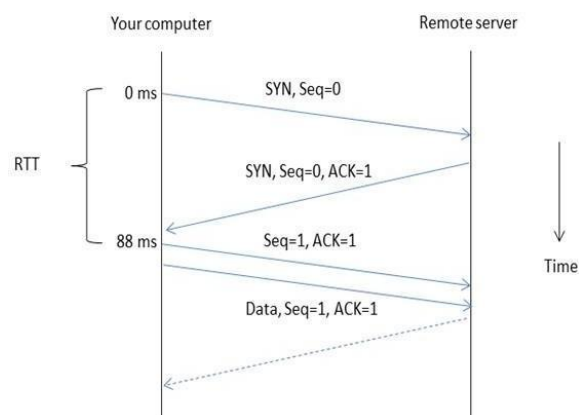 Your computer
Remote server
0 ms
SYN, Seq=0
RTT
SYN, Seq=0, ACK=1
88 ms
Seq=1, ACK=1
Time
Data, Seq=1, ACK=1